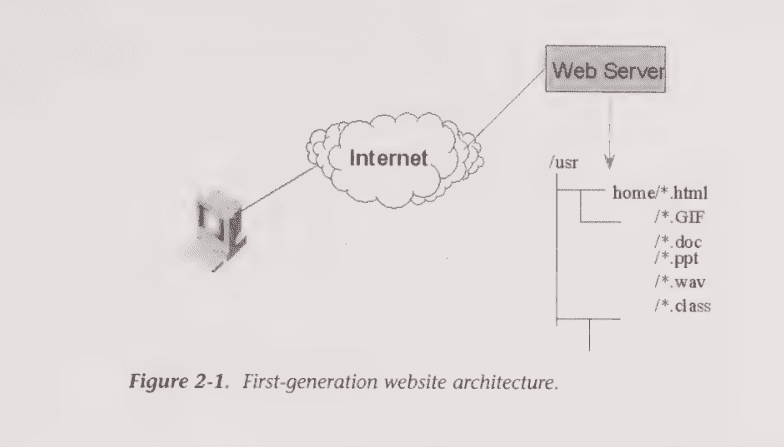 Web Server
Internet
/usr
home/*.html
/*.GIF
/*.doc
/*.ppt
/*.wav
/*.class
Figure 2-1. First-generation website architecture.